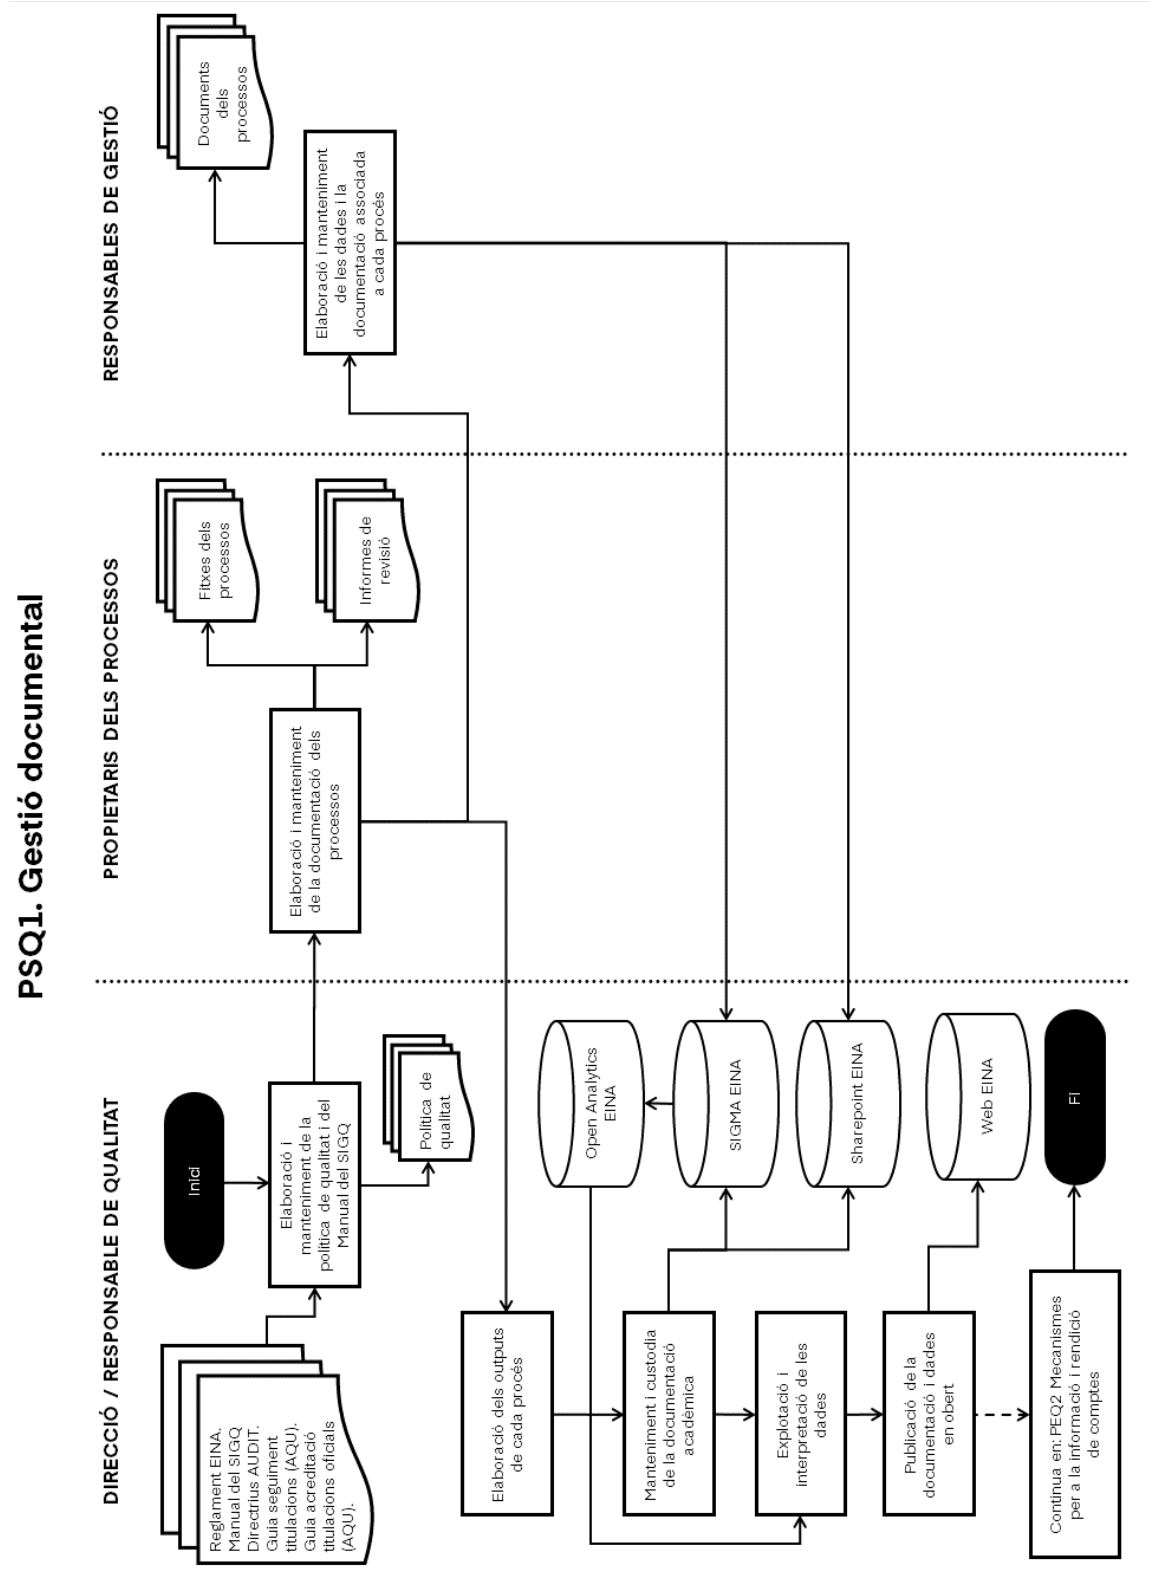 PSQ1. Gestió documental
DIRECCIÓ / RESPONSABLE DE QUALITAT
PROPIETARIS DELS PROCESSOS
RESPONSABLES DE GESTIÓ
Reglament EINA.
Manual del SIGQ
Directrius AUDIT.
Guia seguiment
titulacions (AQU).
Guia acreditació
titulacions oficials
(AQU).
Inici
Elaboració i
manteniment de la
política de qualitat i del
Manual del SIGQ
Política de
qualitat
Elaboració i manteniment
de la documentació dels
processos
Fitxes dels
processos
Informes de
revisió
Elaboració i manteniment
de les dades i la
documentació associada
a cada procés
Documents
dels
processos
Elaboració dels outputs
de cada procés
Open Analytics
EINA
Manteniment i custodia
de la documentació
acadèmica
SIGMA EINA
Explotació i
interpretació de les
dades
Sharepoint EINA
Publicació de la
documentació i dades
en obert
Web EINA
Continua en: PEQ2 Mecanismes
per a la informació i rendició
de comptes
FI